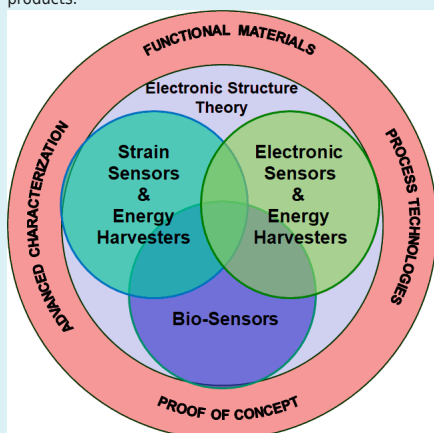 products.
FUNCTIONAL MATERIALS
Electronic Structure
Theory
Strain
Sensors
&
Energy
Harvesters
Electronic
Sensors
&
Energy
Harvesters
ADVANCED CHARACTERIZATION
PROCESS TECHNOLOGIES
Bio-Sensors
PROOF OF CONCEPT